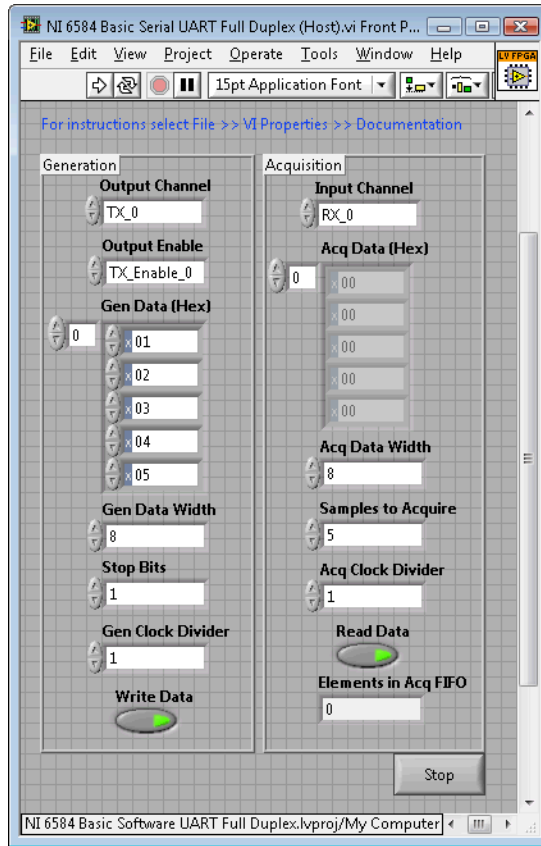 NI 6584 Basic Serial UART Full Duplex (Host).vi Front P...
File Edit View Project Operate Tools Window Help
LV FPGA
15pt Application Font
For instructions select File >> VI Properties >> Documentation
Generation
Output Channel
TX_0
Output Enable
TX_Enable_0
Gen Data (Hex)
0
x 01
x 02
x 03
x 04
x 05
Gen Data Width
8
Stop Bits
1
Gen Clock Divider
1
Write Data
Acquisition
Input Channel
RX_0
Acq Data (Hex)
0
x 00
x 00
x 00
x 00
x 00
Acq Data Width
8
Samples to Acquire
5
Acq Clock Divider
1
Read Data
Elements in Acq FIFO
0
Stop
NI 6584 Basic Software UART Full Duplex.lvproj/My Computer